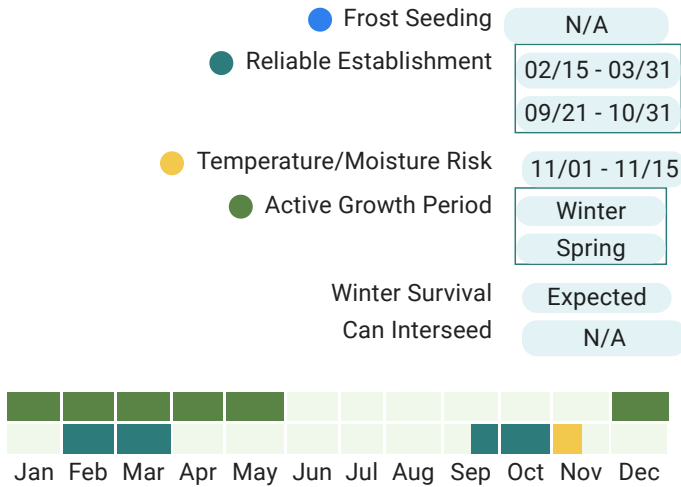 Frost Seeding N/A
Reliable Establishment 02/15 - 03/31
09/21 - 10/31
Temperature/Moisture Risk 11/01 - 11/15
Active Growth Period Winter
Spring
Winter Survival Expected
Can Interseed N/A
Jan Feb Mar Apr May Jun Jul Aug Sep Oct Nov Dec